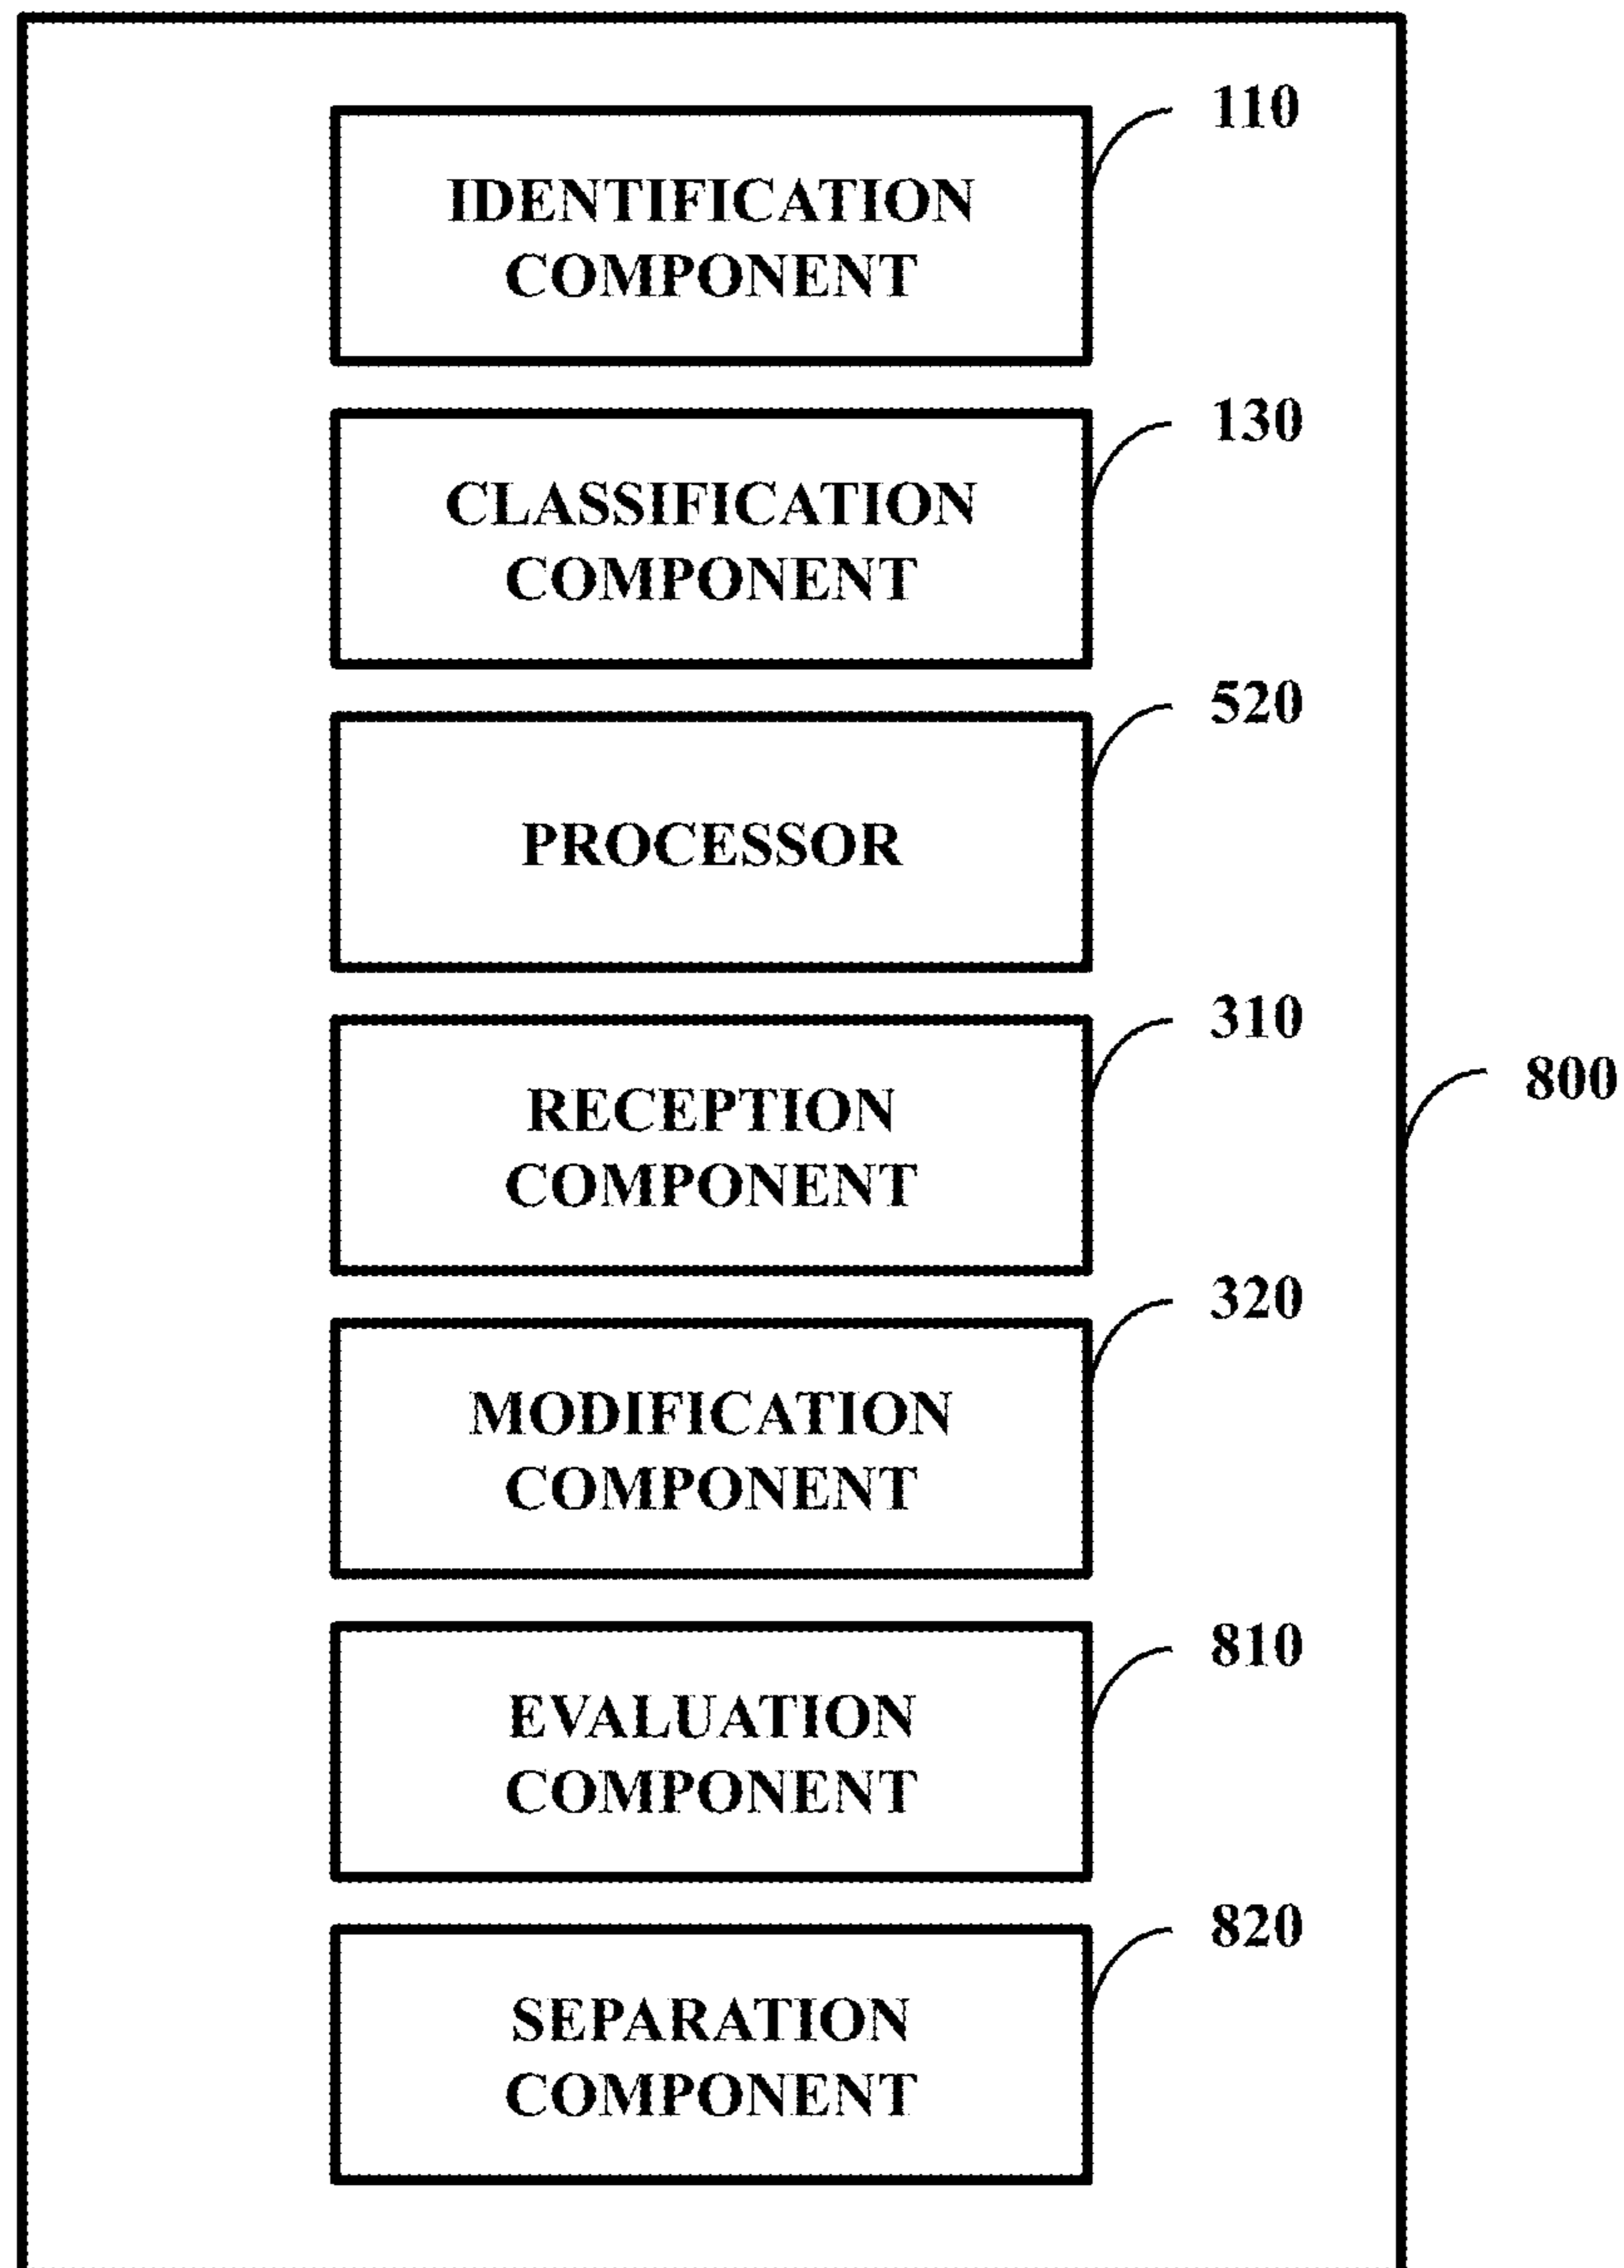 110
IDENTIFICATION
COMPONENT
130
CLASSIFICATION
COMPONENT
520
PROCESSOR
310
RECEPTION
COMPONENT
800
320
MODIFICATION
COMPONENT
810
EVALUATION
COMPONENT
820
SEPARATION
COMPONENT